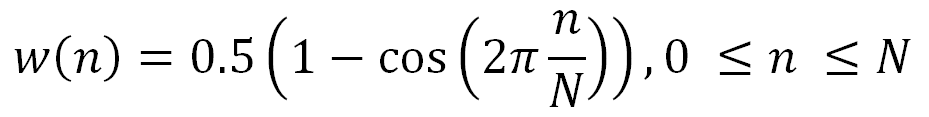 w(n) = 0.5(1 − cos(2π n/N)), 0 ≤ n ≤ N